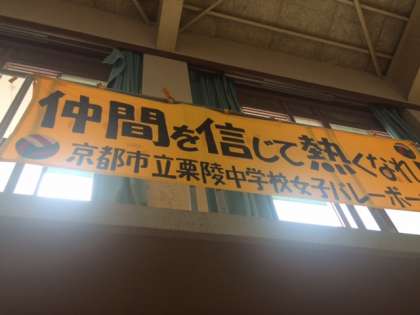 仲間を信じて熱くなれ
京都市立栗陵中学校女子バレーボー